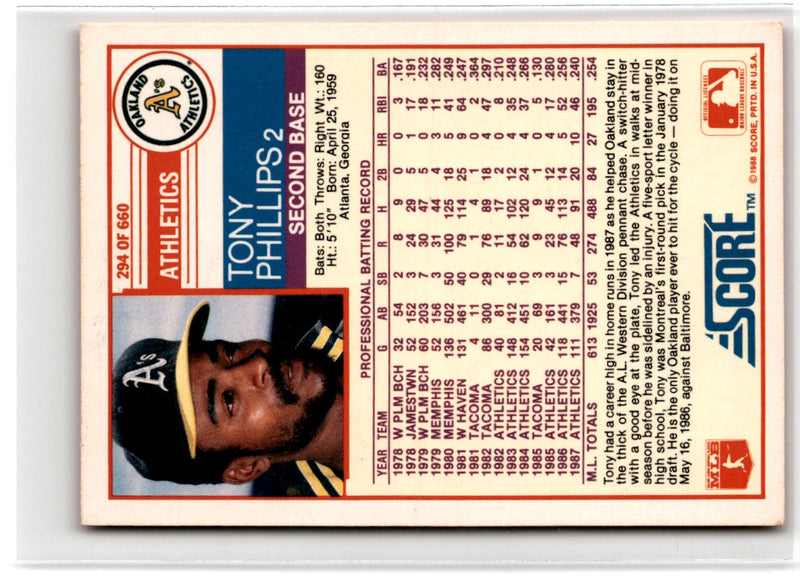 294 OF 660
ATHLETICS
OAKLAND
A's
ATHLETICS
TONY
PHILLIPS 2
SECOND BASE
Bats: Both Throws: Right Wt.: 160
Ht.: 5'10" Born: April 25, 1959
Atlanta, Georgia
A's
PROFESSIONAL BATTING RECORD
YEAR TEAM G AB SB R H 2B HR RBI BA
1978 W PLM BCH 32 54 2 8 9 0 0 3 .167
1978 JAMESTWN 52 152 3 24 29 5 1 17 .191
1979 W PLM BCH 60 203 7 30 47 5 0 18 .232
1979 MEMPHIS 52 156 3 31 44 4 3 11 .282
1980 MEMPHIS 136 502 50 100 125 18 5 41 .249
1981 W HAVEN 131 461 40 79 114 25 9 64 .247
1981 TACOMA 4 11 0 1 4 1 0 2 .364
1982 TACOMA 86 300 29 76 89 18 4 47 .297
1982 ATHLETICS 40 81 2 11 17 2 0 8 .210
1983 ATHLETICS 148 412 16 54 102 12 4 35 .248
1984 ATHLETICS 154 451 10 62 120 24 4 37 .266
1985 TACOMA 20 69 3 9 9 1 0 5 .130
1985 ATHLETICS 42 161 3 23 45 12 4 17 .280
1986 ATHLETICS 118 441 15 76 113 14 5 52 .256
1987 ATHLETICS 111 379 7 48 91 20 10 46 .240
M.L. TOTALS 613 1925 53 274 488 84 27 195 .254
Tony had a career high in home runs in 1987 as he helped Oakland stay in
the thick of the A.L. Western Division pennant chase. A switch-hitter
with a good eye at the plate, Tony led the Athletics in walks at mid-
season before he was sidelined by an injury. A five-sport letter winner in
high school, Tony was Montreal's first-round pick in the January 1978
draft. He is the only Oakland player ever to hit for the cycle — doing it on
May 16, 1986, against Baltimore.
MLB
SCORE™
OFFICIAL LICENSEE
MAJOR LEAGUE BASEBALL
©1988 SCORE, PRTD. IN U.S.A.